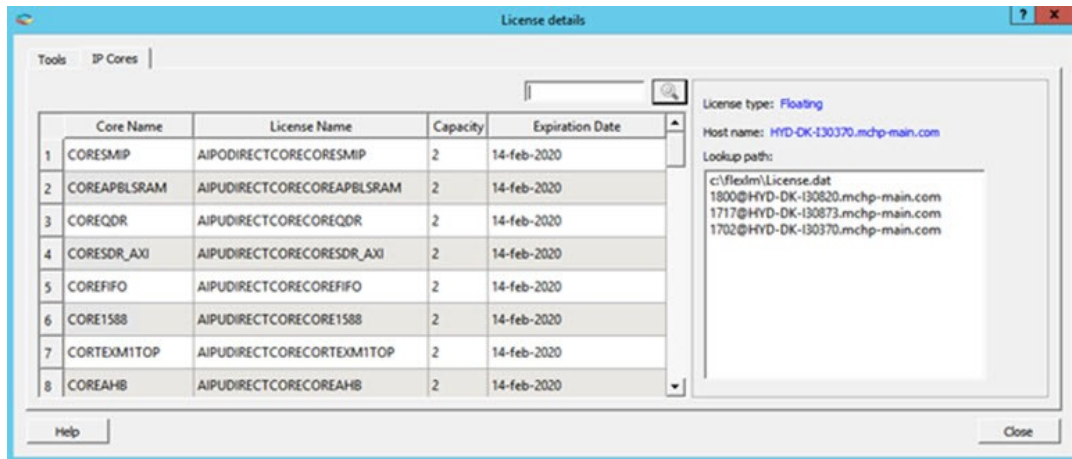 License details
? x
Tools IP Cores
Core Name License Name Capacity Expiration Date
1 CORESMIP AIPODIRECTCORECORESMIP 2 14-feb-2020
2 COREAPBLSRAM AIPUDIRECTCORECOREAPBLSRAM 2 14-feb-2020
3 COREQDR AIPUDIRECTCORECOREQDR 2 14-feb-2020
4 CORESDR_AXI AIPUDIRECTCORECORESDR_AXI 2 14-feb-2020
5 COREFIFO AIPUDIRECTCORECOREFIFO 2 14-feb-2020
6 CORE1588 AIPUDIRECTCORECORE1588 2 14-feb-2020
7 CORTEXM1TOP AIPUDIRECTCORECORTEXM1TOP 2 14-feb-2020
8 COREAHB AIPUDIRECTCORECOREAHB 2 14-feb-2020
License type: Floating
Host name: HYD-DK-I30370.mchp-main.com
Lookup path:
c:\flexlm\License.dat
1800@HYD-DK-I30820.mchp-main.com
1717@HYD-DK-I30873.mchp-main.com
1702@HYD-DK-I30370.mchp-main.com
Help
Close